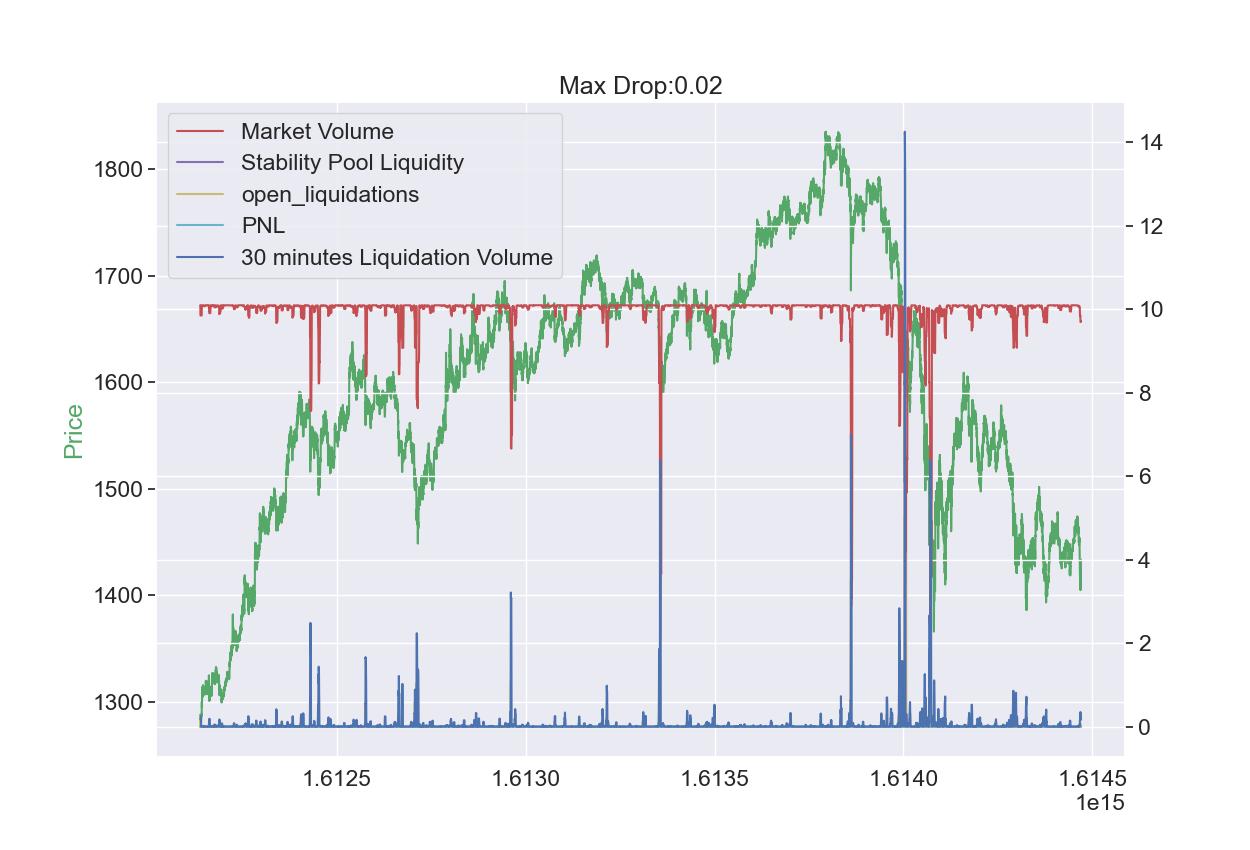 Max Drop:0.02
Market Volume
Stability Pool Liquidity
open_liquidations
PNL
30 minutes Liquidation Volume
Price
1800
1700
1600
1500
1400
1300
14
12
10
8
6
4
2
0
1.6125
1.6130
1.6135
1.6140
1.6145
1e15